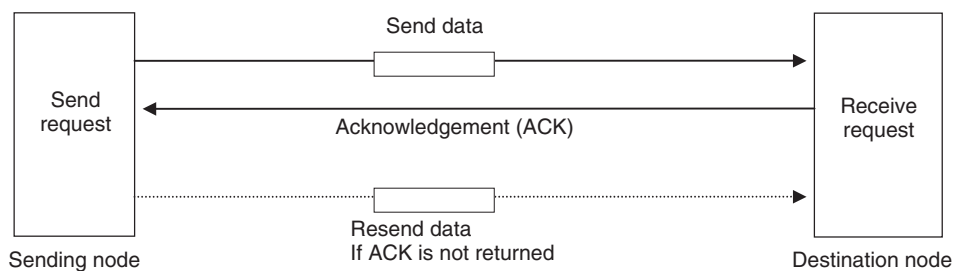 Send data
Send
request
Receive
request
Acknowledgement (ACK)
Resend data
If ACK is not returned
Sending node
Destination node